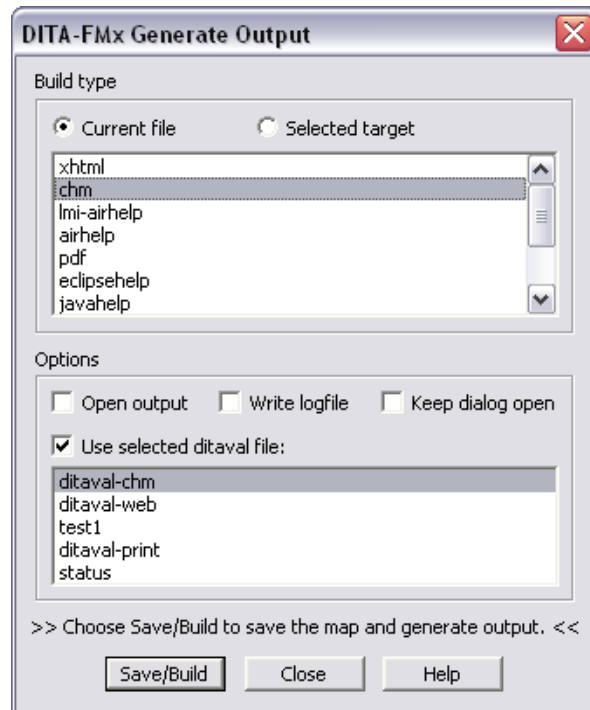 DITA-FMx Generate Output
Build type
Current file Selected target
xhtml
chm
lmi-airhelp
airhelp
pdf
eclipsehelp
javahelp
Options
Open output Write logfile Keep dialog open
Use selected ditaval file:
ditaval-chm
ditaval-web
test1
ditaval-print
status
>> Choose Save/Build to save the map and generate output. <<
Save/Build Close Help